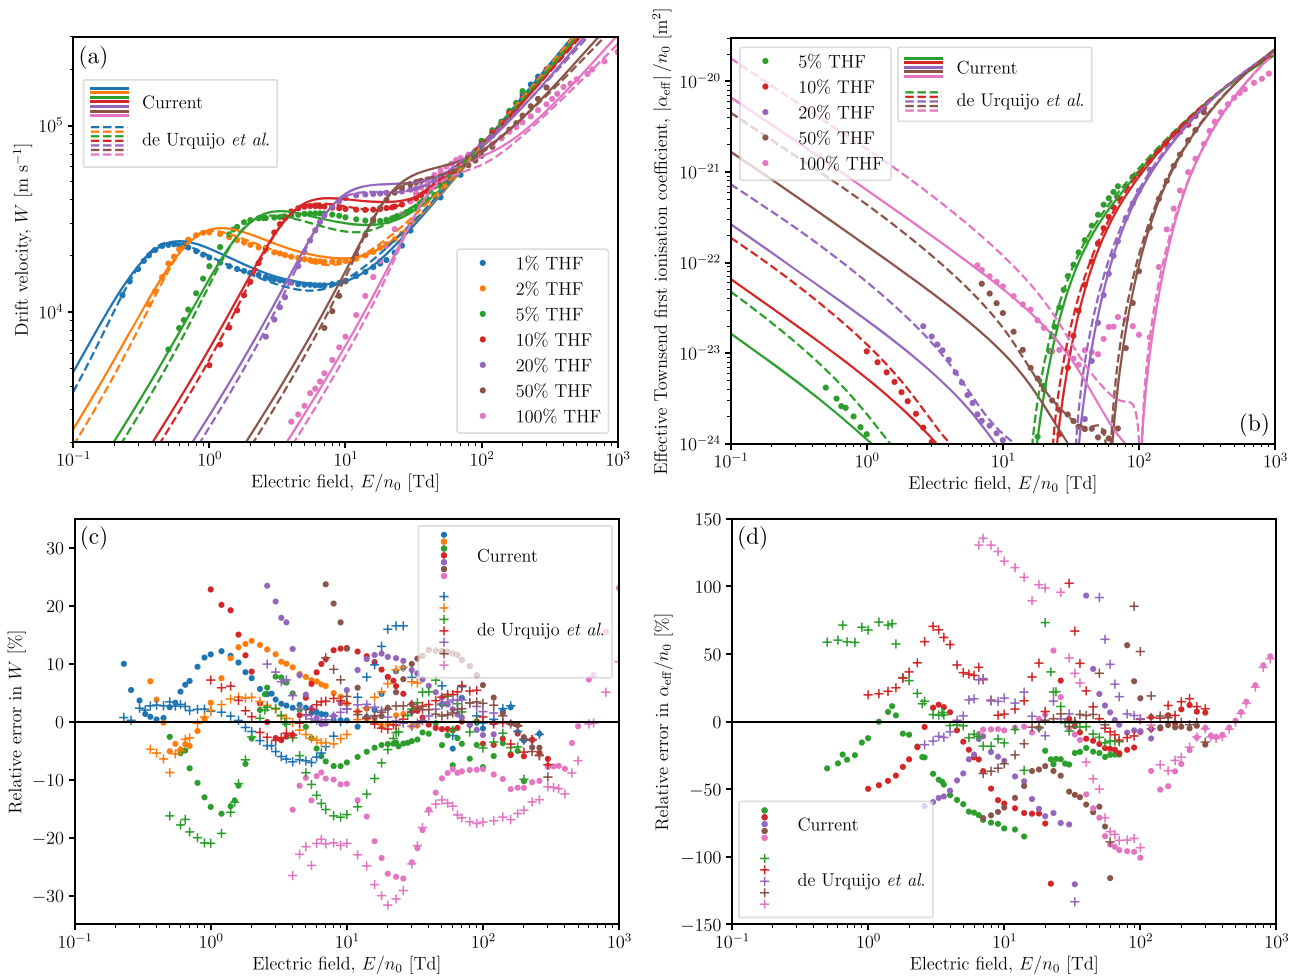 (a)
Drift velocity, W [m s⁻¹]
10⁵
10⁴
Current
de Urquijo et al.
1% THF
2% THF
5% THF
10% THF
20% THF
50% THF
100% THF
10⁻¹ 10⁰ 10¹ 10² 10³
Electric field, E/n₀ [Td]
(b)
Effective Townsend first ionisation coefficient, |α_eff|/n₀ [m²]
10⁻²⁰
10⁻²¹
10⁻²²
10⁻²³
10⁻²⁴
5% THF
10% THF
20% THF
50% THF
100% THF
Current
de Urquijo et al.
10⁻¹ 10⁰ 10¹ 10² 10³
Electric field, E/n₀ [Td]
(c)
Relative error in W [%]
30
20
10
0
−10
−20
−30
Current
de Urquijo et al.
10⁻¹ 10⁰ 10¹ 10² 10³
Electric field, E/n₀ [Td]
(d)
Relative error in α_eff/n₀ [%]
150
100
50
0
−50
−100
−150
Current
de Urquijo et al.
10⁻¹ 10⁰ 10¹ 10² 10³
Electric field, E/n₀ [Td]